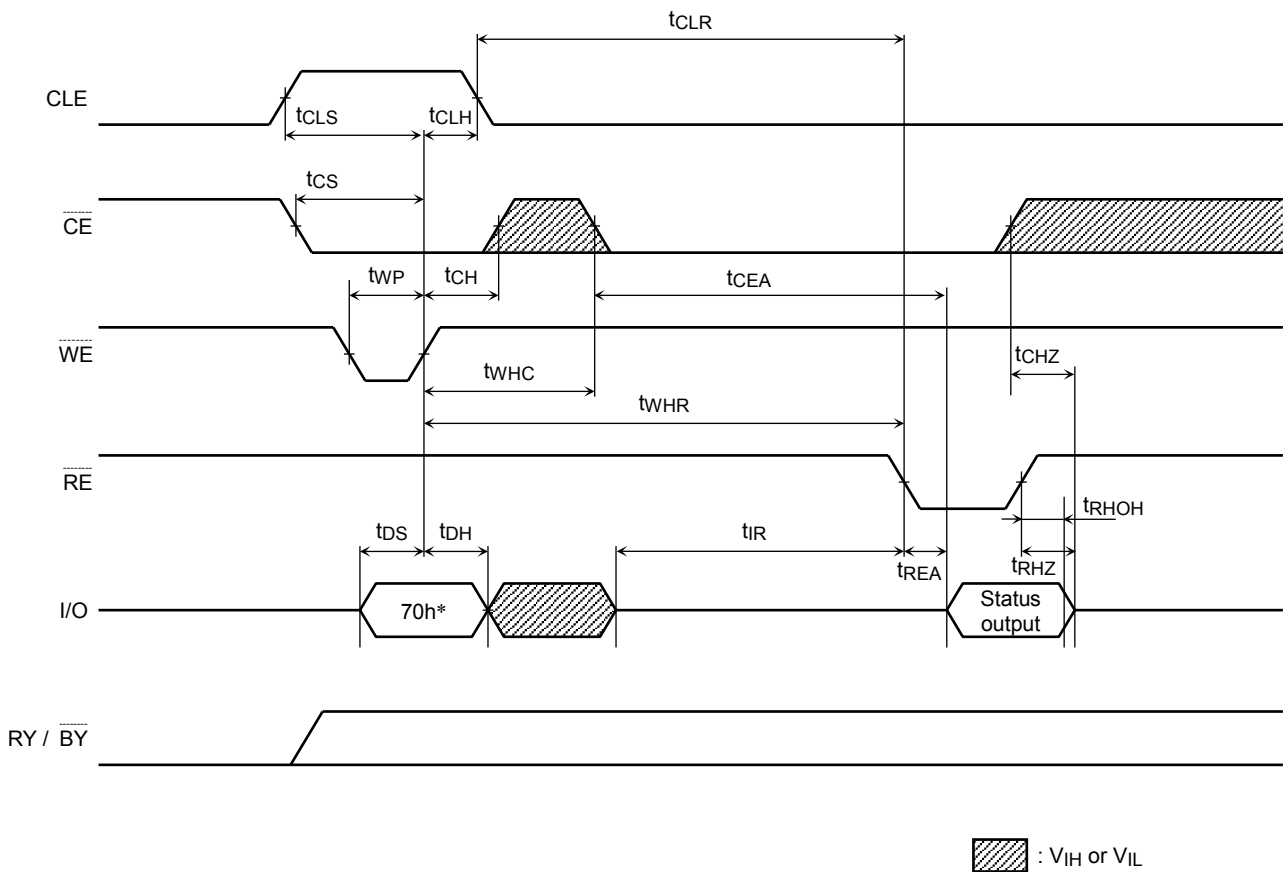 tCLR
CLE
tCLS
tCLH
tCS
CE
tWP
tCH
tCEA
WE
tCHZ
tWHC
tWHR
RE
tRHOH
tDS
tDH
tIR
tREA
tRHZ
I/O
70h*
Status
output
RY / BY
: VIH or VIL